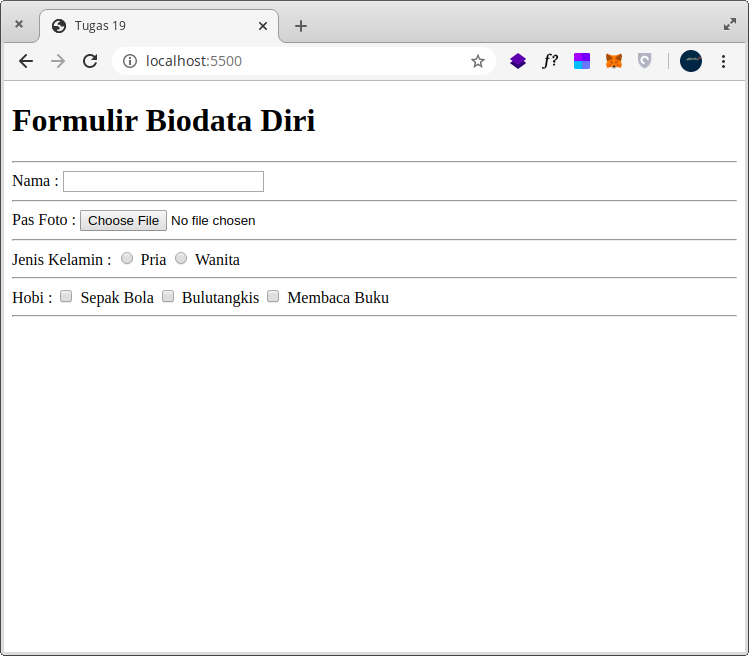 Tugas 19
localhost:5500
f?
Formulir Biodata Diri
Nama :
Pas Foto : Choose File No file chosen
Jenis Kelamin : Pria Wanita
Hobi : Sepak Bola Bulutangkis Membaca Buku